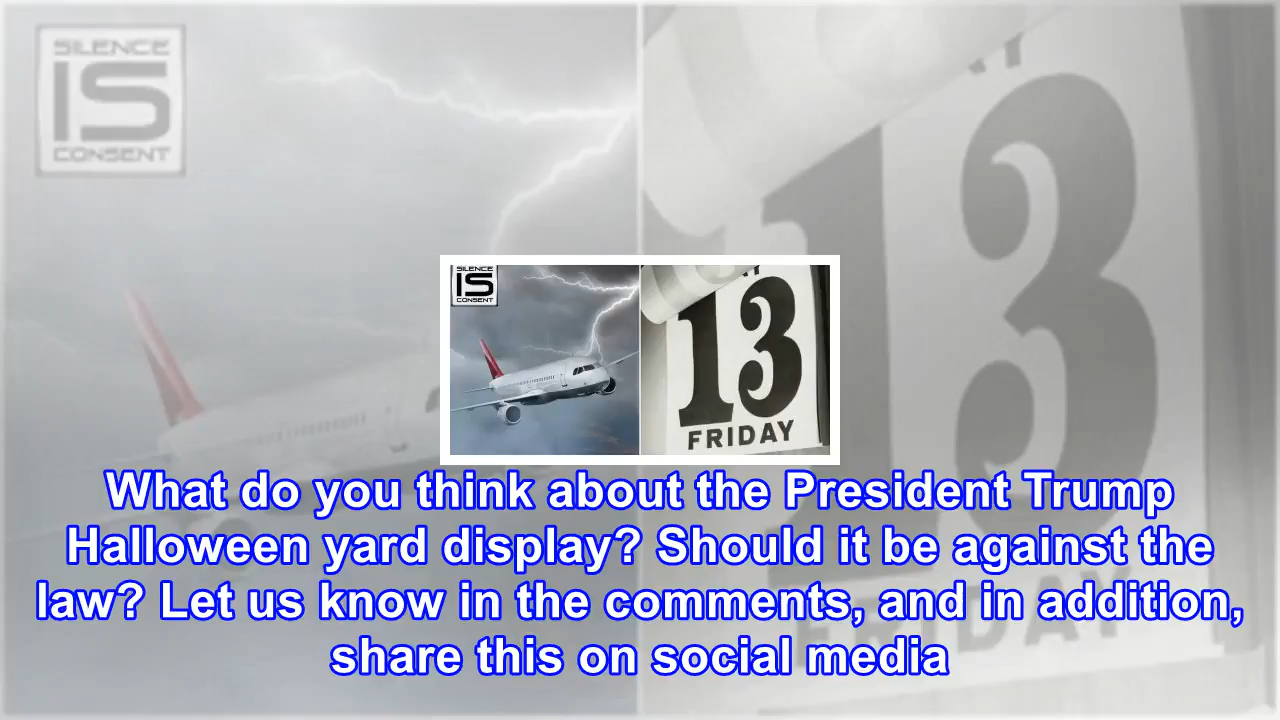 SILENCE
IS
CONSENT
13
SILENCE
IS
CONSENT
13
FRIDAY
What do you think about the President Trump
Halloween yard display? Should it be against the
law? Let us know in the comments, and in addition,
share this on social media